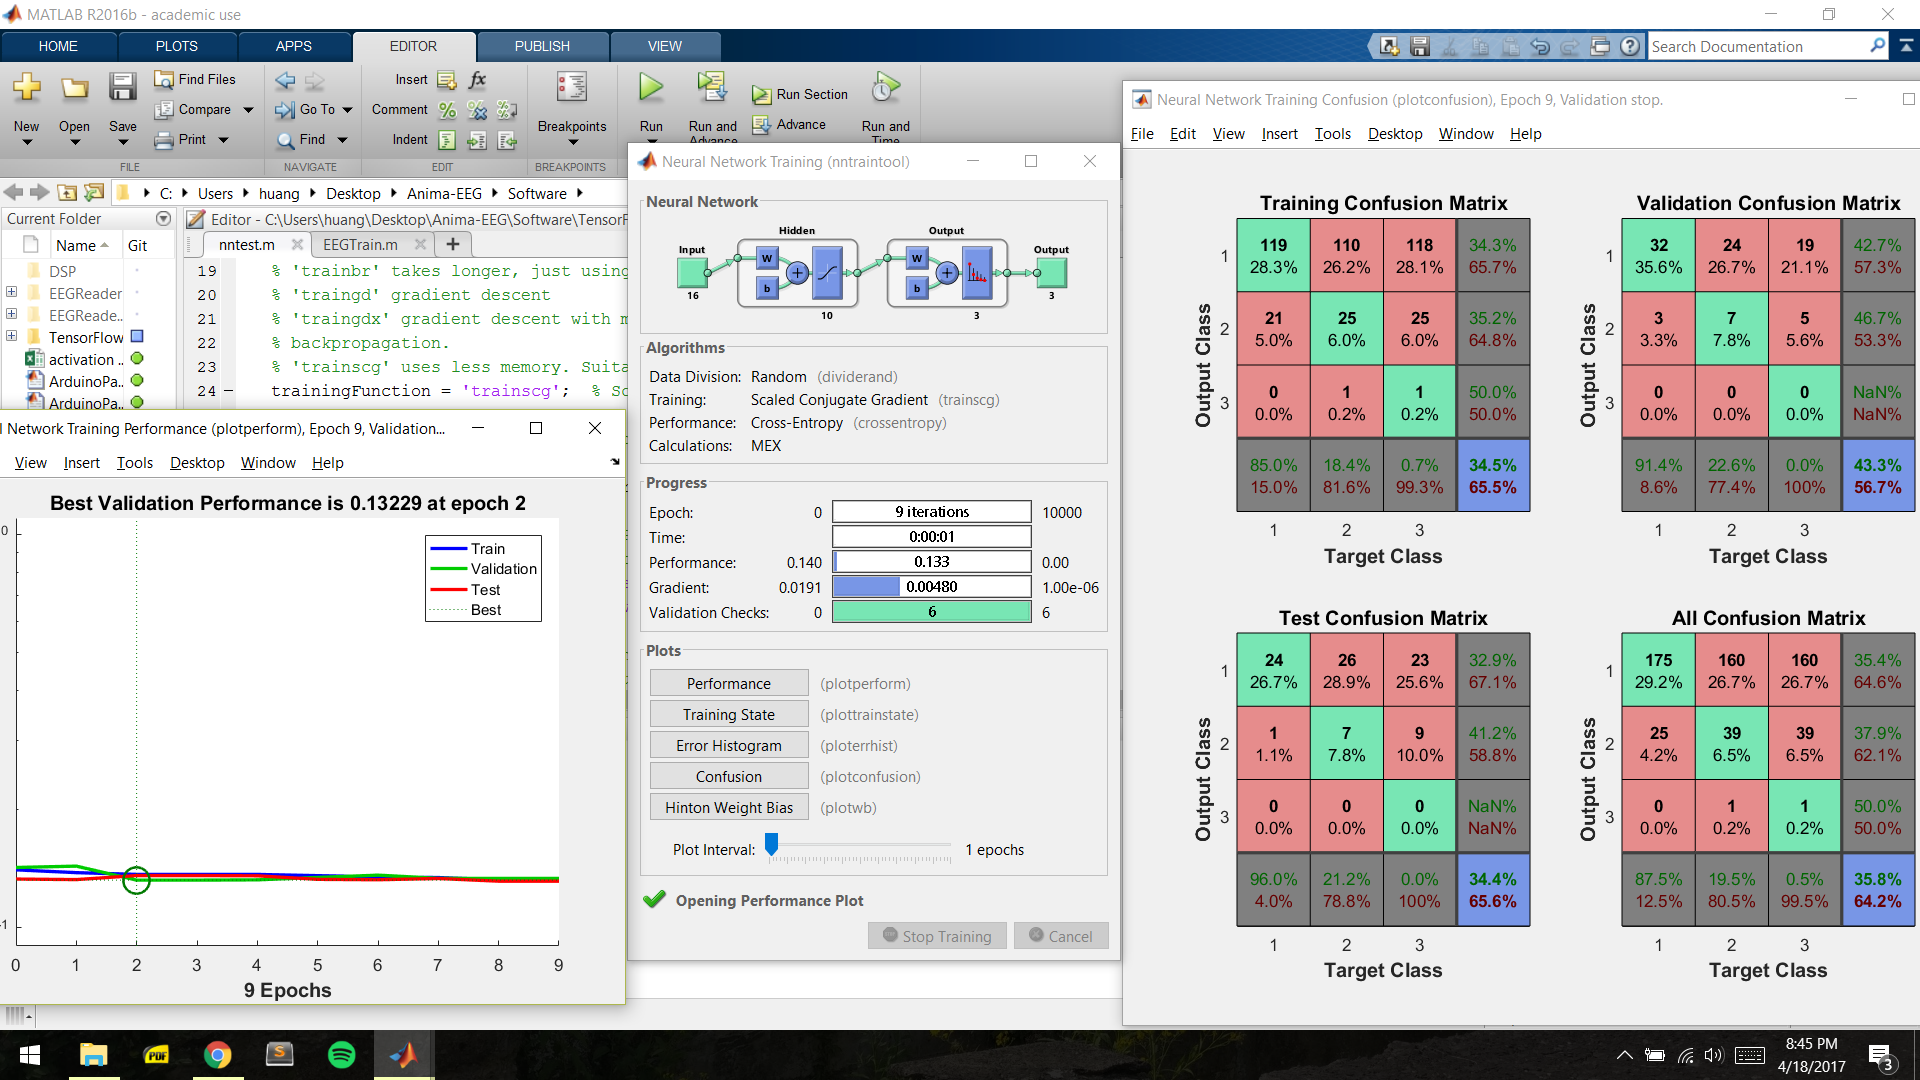 MATLAB R2016b - academic use
HOME PLOTS APPS EDITOR PUBLISH VIEW
Search Documentation
New Open Save
Find Files
Compare
Print
FILE
Go To
Find
NAVIGATE
Insert fx
Comment
Indent
EDIT
Breakpoints
BREAKPOINTS
Run
Run and Advance
Run Section
Advance
Run and Time
C: Users huang Desktop Anima-EEG Software
Current Folder
Name Git
DSP
EEGReader
EEGReade..
TensorFlow
activation ..
ArduinoPa..
ArduinoPa..
Editor - C:\Users\huang\Desktop\Anima-EEG\Software\TensorF
nntest.m EEGTrain.m
19 % 'trainbr' takes longer, just using
20 % 'traingd' gradient descent
21 % 'traingdx' gradient descent with m
22 % backpropagation.
23 % 'trainscg' uses less memory. Suita
24 trainingFunction = 'trainscg'; % Sc
l Network Training Performance (plotperform), Epoch 9, Validation...
View Insert Tools Desktop Window Help
Best Validation Performance is 0.13229 at epoch 2
Train
Validation
Test
Best
0
-1
0 1 2 3 4 5 6 7 8 9
9 Epochs
Neural Network Training (nntraintool)
Neural Network
Hidden Output
Input Output
W W
b b
16 10 3 3
Algorithms
Data Division: Random (dividerand)
Training: Scaled Conjugate Gradient (trainscg)
Performance: Cross-Entropy (crossentropy)
Calculations: MEX
Progress
Epoch: 0 9 iterations 10000
Time: 0:00:01
Performance: 0.140 0.133 0.00
Gradient: 0.0191 0.00480 1.00e-06
Validation Checks: 0 6 6
Plots
Performance (plotperform)
Training State (plottrainstate)
Error Histogram (ploterrhist)
Confusion (plotconfusion)
Hinton Weight Bias (plotwb)
Plot Interval: 1 epochs
Opening Performance Plot
Stop Training Cancel
Neural Network Training Confusion (plotconfusion), Epoch 9, Validation stop.
File Edit View Insert Tools Desktop Window Help
Training Confusion Matrix
Output Class
1 119 110 118 34.3%
28.3% 26.2% 28.1% 65.7%
2 21 25 25 35.2%
5.0% 6.0% 6.0% 64.8%
3 0 1 1 50.0%
0.0% 0.2% 0.2% 50.0%
85.0% 18.4% 0.7% 34.5%
15.0% 81.6% 99.3% 65.5%
1 2 3
Target Class
Validation Confusion Matrix
Output Class
1 32 24 19 42.7%
35.6% 26.7% 21.1% 57.3%
2 3 7 5 46.7%
3.3% 7.8% 5.6% 53.3%
3 0 0 0 NaN%
0.0% 0.0% 0.0% NaN%
91.4% 22.6% 0.0% 43.3%
8.6% 77.4% 100% 56.7%
1 2 3
Target Class
Test Confusion Matrix
Output Class
1 24 26 23 32.9%
26.7% 28.9% 25.6% 67.1%
2 1 7 9 41.2%
1.1% 7.8% 10.0% 58.8%
3 0 0 0 NaN%
0.0% 0.0% 0.0% NaN%
96.0% 21.2% 0.0% 34.4%
4.0% 78.8% 100% 65.6%
1 2 3
Target Class
All Confusion Matrix
Output Class
1 175 160 160 35.4%
29.2% 26.7% 26.7% 64.6%
2 25 39 39 37.9%
4.2% 6.5% 6.5% 62.1%
3 0 1 1 50.0%
0.0% 0.2% 0.2% 50.0%
87.5% 19.5% 0.5% 35.8%
12.5% 80.5% 99.5% 64.2%
1 2 3
Target Class
PDF
S
8:45 PM
4/18/2017
3